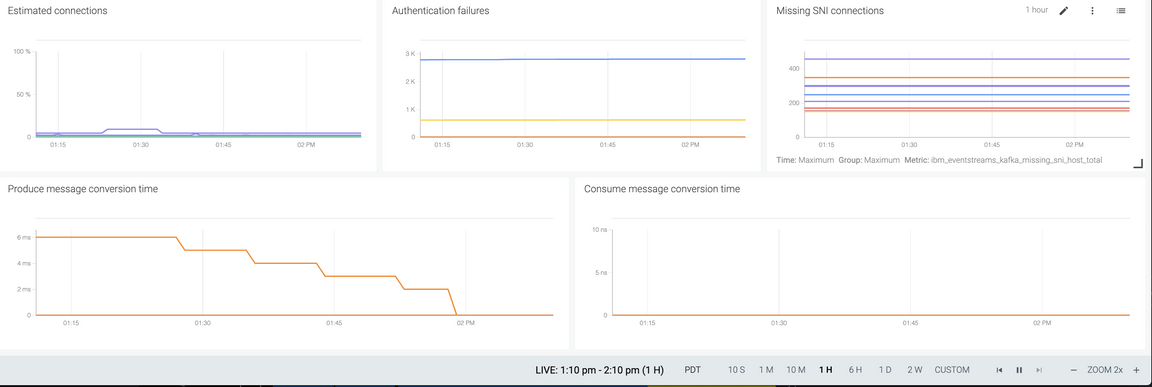 Estimated connections
100 %
50 %
0
01:15 01:30 01:45 02 PM
Authentication failures
3 K
2 K
1 K
0
01:15 01:30 01:45 02 PM
Missing SNI connections
1 hour
400
200
0
01:15 01:30 01:45 02 PM
Time: Maximum Group: Maximum Metric: ibm_eventstreams_kafka_missing_sni_host_total
Produce message conversion time
6 ms
4 ms
2 ms
0
01:15 01:30 01:45 02 PM
Consume message conversion time
10 ns
5 ns
0
01:15 01:30 01:45 02 PM
LIVE: 1:10 pm - 2:10 pm (1 H) PDT 10 S 1 M 10 M 1 H 6 H 1 D 2 W CUSTOM ZOOM 2x